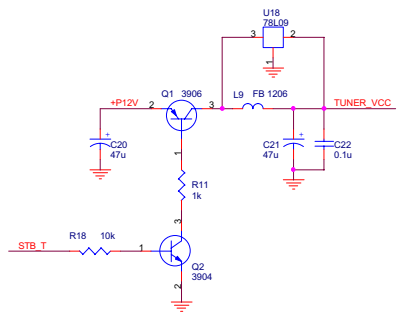 U18
78L09
3
2
1
Q1 3906
L9 FB 1206
+P12V
2
3
TUNER_VCC
+
C20
47u
+
C21
47u
C22
0.1u
1
R11
1k
3
R18 10k
STB_T
1
Q2
3904
2